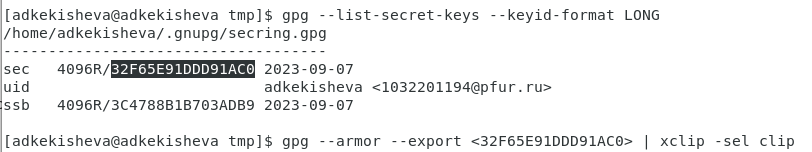 [adkekisheva@adkekisheva tmp]$ gpg --list-secret-keys --keyid-format LONG
/home/adkekisheva/.gnupg/secring.gpg
------------------------------------
sec   4096R/32F65E91DDD91AC0 2023-09-07
uid                          adkekisheva <1032201194@pfur.ru>
ssb   4096R/3C4788B1B703ADB9 2023-09-07
[adkekisheva@adkekisheva tmp]$ gpg --armor --export <32F65E91DDD91AC0> | xclip -sel clip